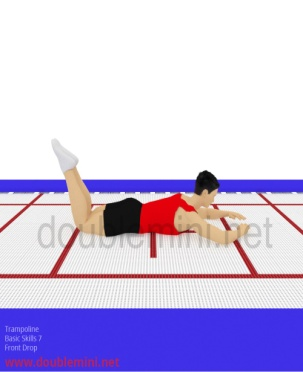 doublemini.net
Trampoline
Basic Skills 7
Front Drop
www.doublemini.net